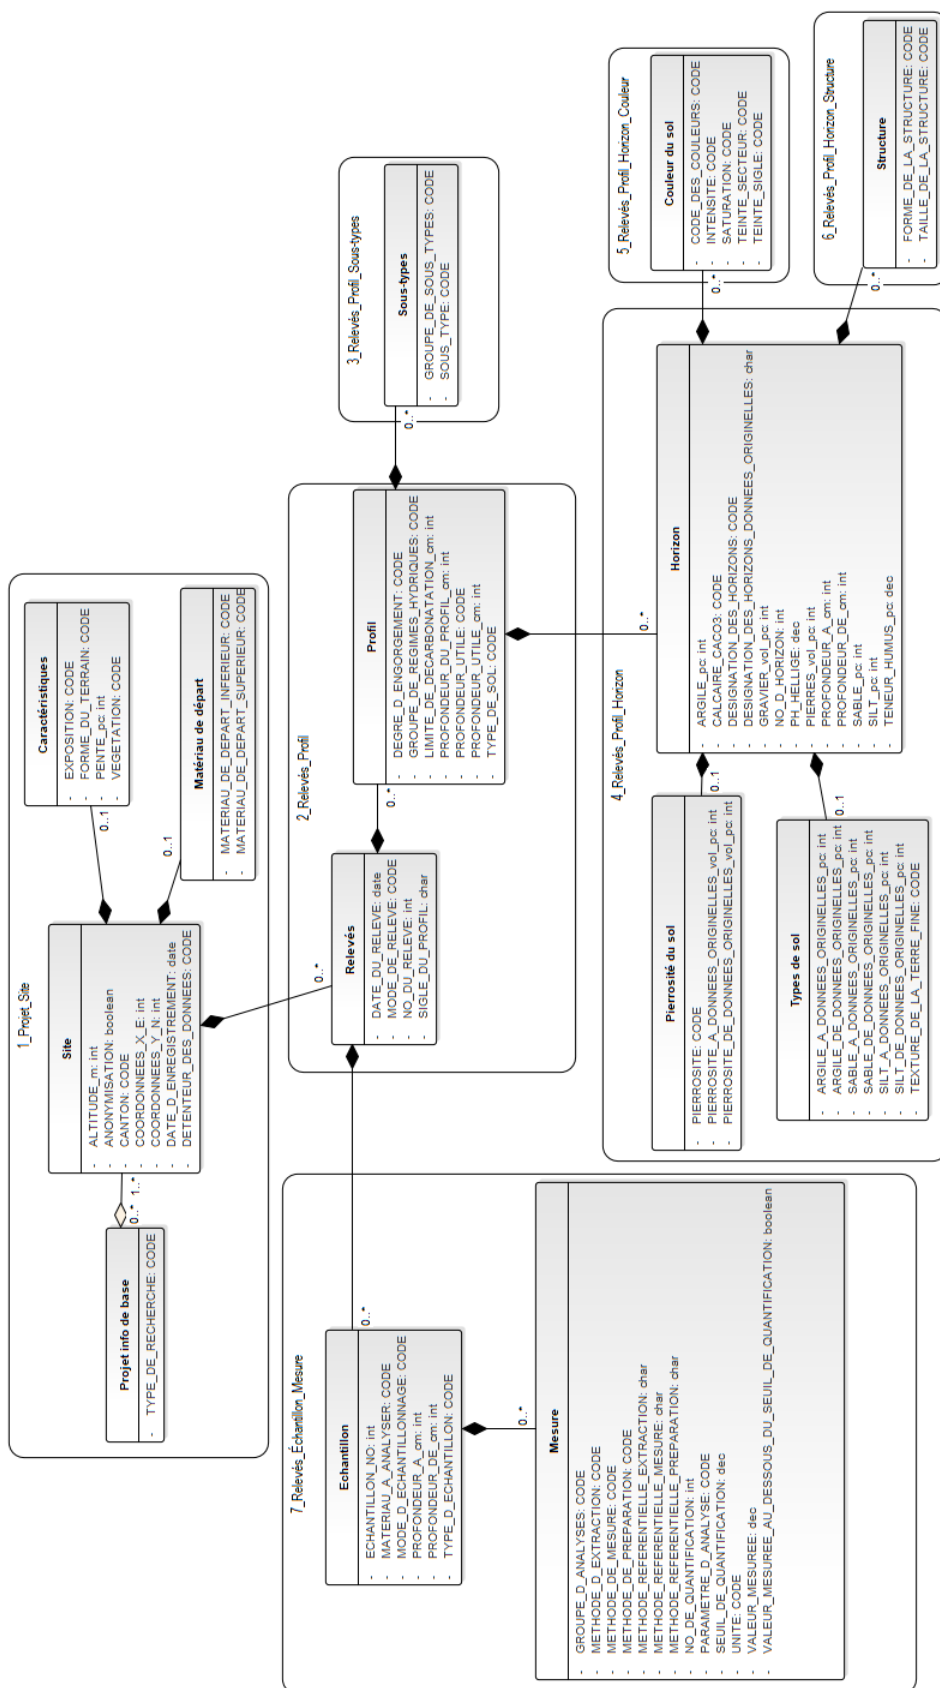 1_Projet_Site
Projet info de base
- TYPE_DE_RECHERCHE: CODE
0..*
1..*
Site
- ALTITUDE_m: int
- ANONYMISATION: boolean
- CANTON: CODE
- COORDONNEES_X_E: int
- COORDONNEES_Y_N: int
- DATE_D_ENREGISTREMENT: date
- DETENTEUR_DES_DONNEES: CODE
Caractéristiques
- EXPOSITION: CODE
- FORME_DU_TERRAIN: CODE
- PENTE_pc: int
- VEGETATION: CODE
0..1
Matériau de départ
- MATERIAU_DE_DEPART_INFERIEUR: CODE
- MATERIAU_DE_DEPART_SUPERIEUR: CODE
0..1
0..*
2_Relevés_Profil
Relevés
- DATE_DU_RELEVE: date
- MODE_DE_RELEVE: CODE
- NO_DU_RELEVE: int
- SIGLE_DU_PROFIL: char
0..*
Profil
- DEGRE_D_ENGORGEMENT: CODE
- GROUPE_DE_REGIMES_HYDRIQUES: CODE
- LIMITE_DE_DECARBONATATION_cm: int
- PROFONDEUR_DU_PROFIL_cm: int
- PROFONDEUR_UTILE: CODE
- PROFONDEUR_UTILE_cm: int
- TYPE_DE_SOL: CODE
3_Relevés_Profil_Sous-types
Sous-types
- GROUPE_DE_SOUS_TYPES: CODE
- SOUS_TYPE: CODE
0..*
0..*
4_Relevés_Profil_Horizon
Pierrosité du sol
- PIERROSITE: CODE
- PIERROSITE_A_DONNEES_ORIGINELLES_vol_pc: int
- PIERROSITE_DE_DONNEES_ORIGINELLES_vol_pc: int
0..1
Types de sol
- ARGILE_A_DONNEES_ORIGINELLES_pc: int
- ARGILE_DE_DONNEES_ORIGINELLES_pc: int
- SABLE_A_DONNEES_ORIGINELLES_pc: int
- SABLE_DE_DONNEES_ORIGINELLES_pc: int
- SILT_A_DONNEES_ORIGINELLES_pc: int
- SILT_DE_DONNEES_ORIGINELLES_pc: int
- TEXTURE_DE_LA_TERRE_FINE: CODE
0..1
Horizon
- ARGILE_pc: int
- CALCAIRE_CACO3: CODE
- DESIGNATION_DES_HORIZONS: CODE
- DESIGNATION_DES_HORIZONS_DONNEES_ORIGINELLES: char
- GRAVIER_vol_pc: int
- NO_D_HORIZON: int
- PH_HELLIGE: dec
- PIERRES_vol_pc: int
- PROFONDEUR_A_cm: int
- PROFONDEUR_DE_cm: int
- SABLE_pc: int
- SILT_pc: int
- TENEUR_HUMUS_pc: dec
5_Relevés_Profil_Horizon_Couleur
Couleur du sol
- CODE_DES_COULEURS: CODE
- INTENSITE: CODE
- SATURATION: CODE
- TEINTE_SECTEUR: CODE
- TEINTE_SIGLE: CODE
0..*
6_Relevés_Profil_Horizon_Structure
Structure
- FORME_DE_LA_STRUCTURE: CODE
- TAILLE_DE_LA_STRUCTURE: CODE
0..*
7_Relevés_Échantillon_Mesure
Echantillon
- ECHANTILLON_NO: int
- MATERIAU_A_ANALYSER: CODE
- MODE_D_ECHANTILLONNAGE: CODE
- PROFONDEUR_A_cm: int
- PROFONDEUR_DE_cm: int
- TYPE_D_ECHANTILLON: CODE
0..*
0..*
Mesure
- GROUPE_D_ANALYSES: CODE
- METHODE_D_EXTRACTION: CODE
- METHODE_DE_MESURE: CODE
- METHODE_DE_PREPARATION: CODE
- METHODE_REFERENTIELLE_EXTRACTION: char
- METHODE_REFERENTIELLE_MESURE: char
- METHODE_REFERENTIELLE_PREPARATION: char
- NO_DE_QUANTIFICATION: int
- PARAMETRE_D_ANALYSE: CODE
- SEUIL_DE_QUANTIFICATION: dec
- UNITE: CODE
- VALEUR_MESUREE: dec
- VALEUR_MESUREE_AU_DESSOUS_DU_SEUIL_DE_QUANTIFICATION: boolean